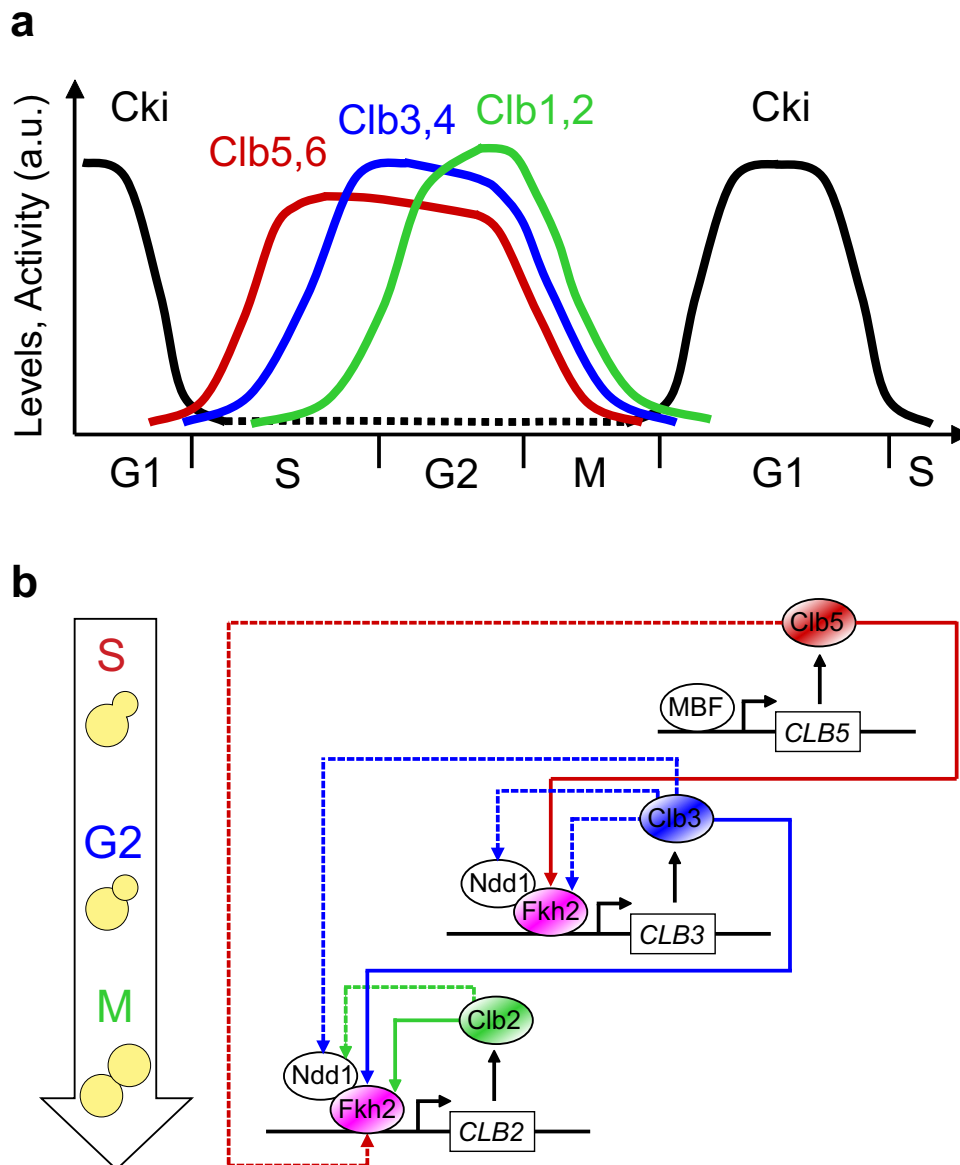 a
Levels, Activity (a.u.)
Cki
Clb5,6
Clb3,4
Clb1,2
Cki
G1
S
G2
M
G1
S
b
S
G2
M
Clb5
MBF
CLB5
Clb3
Ndd1
Fkh2
CLB3
Clb2
Ndd1
Fkh2
CLB2